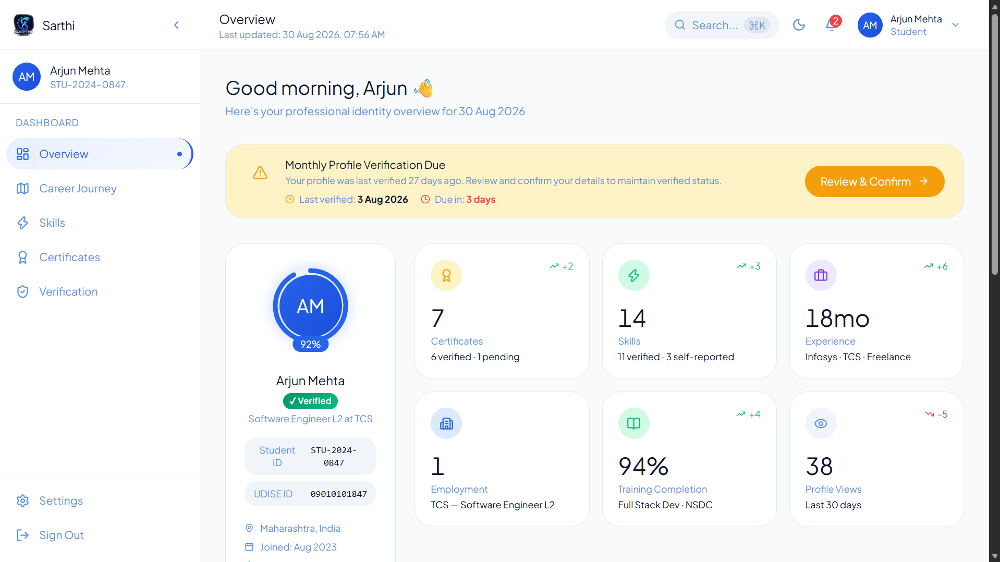 SARTHI
Sarthi
Arjun Mehta
STU-2024-0847
DASHBOARD
Overview
Career Journey
Skills
Certificates
Verification
Settings
Sign Out
Overview
Last updated: 30 Aug 2026, 07:56 AM
Search... ⌘K
2
AM
Arjun Mehta
Student
AM
Good morning, Arjun 👋
Here's your professional identity overview for 30 Aug 2026
Monthly Profile Verification Due
Your profile was last verified 27 days ago. Review and confirm your details to maintain verified status.
Last verified: 3 Aug 2026 Due in: 3 days
Review & Confirm →
AM
92%
Arjun Mehta
✓ Verified
Software Engineer L2 at TCS
Student ID STU-2024-0847
UDISE ID 09010101847
Maharashtra, India
Joined: Aug 2023
+2
7
Certificates
6 verified · 1 pending
+3
14
Skills
11 verified · 3 self-reported
+6
18mo
Experience
Infosys · TCS · Freelance
1
Employment
TCS — Software Engineer L2
+4
94%
Training Completion
Full Stack Dev · NSDC
-5
38
Profile Views
Last 30 days